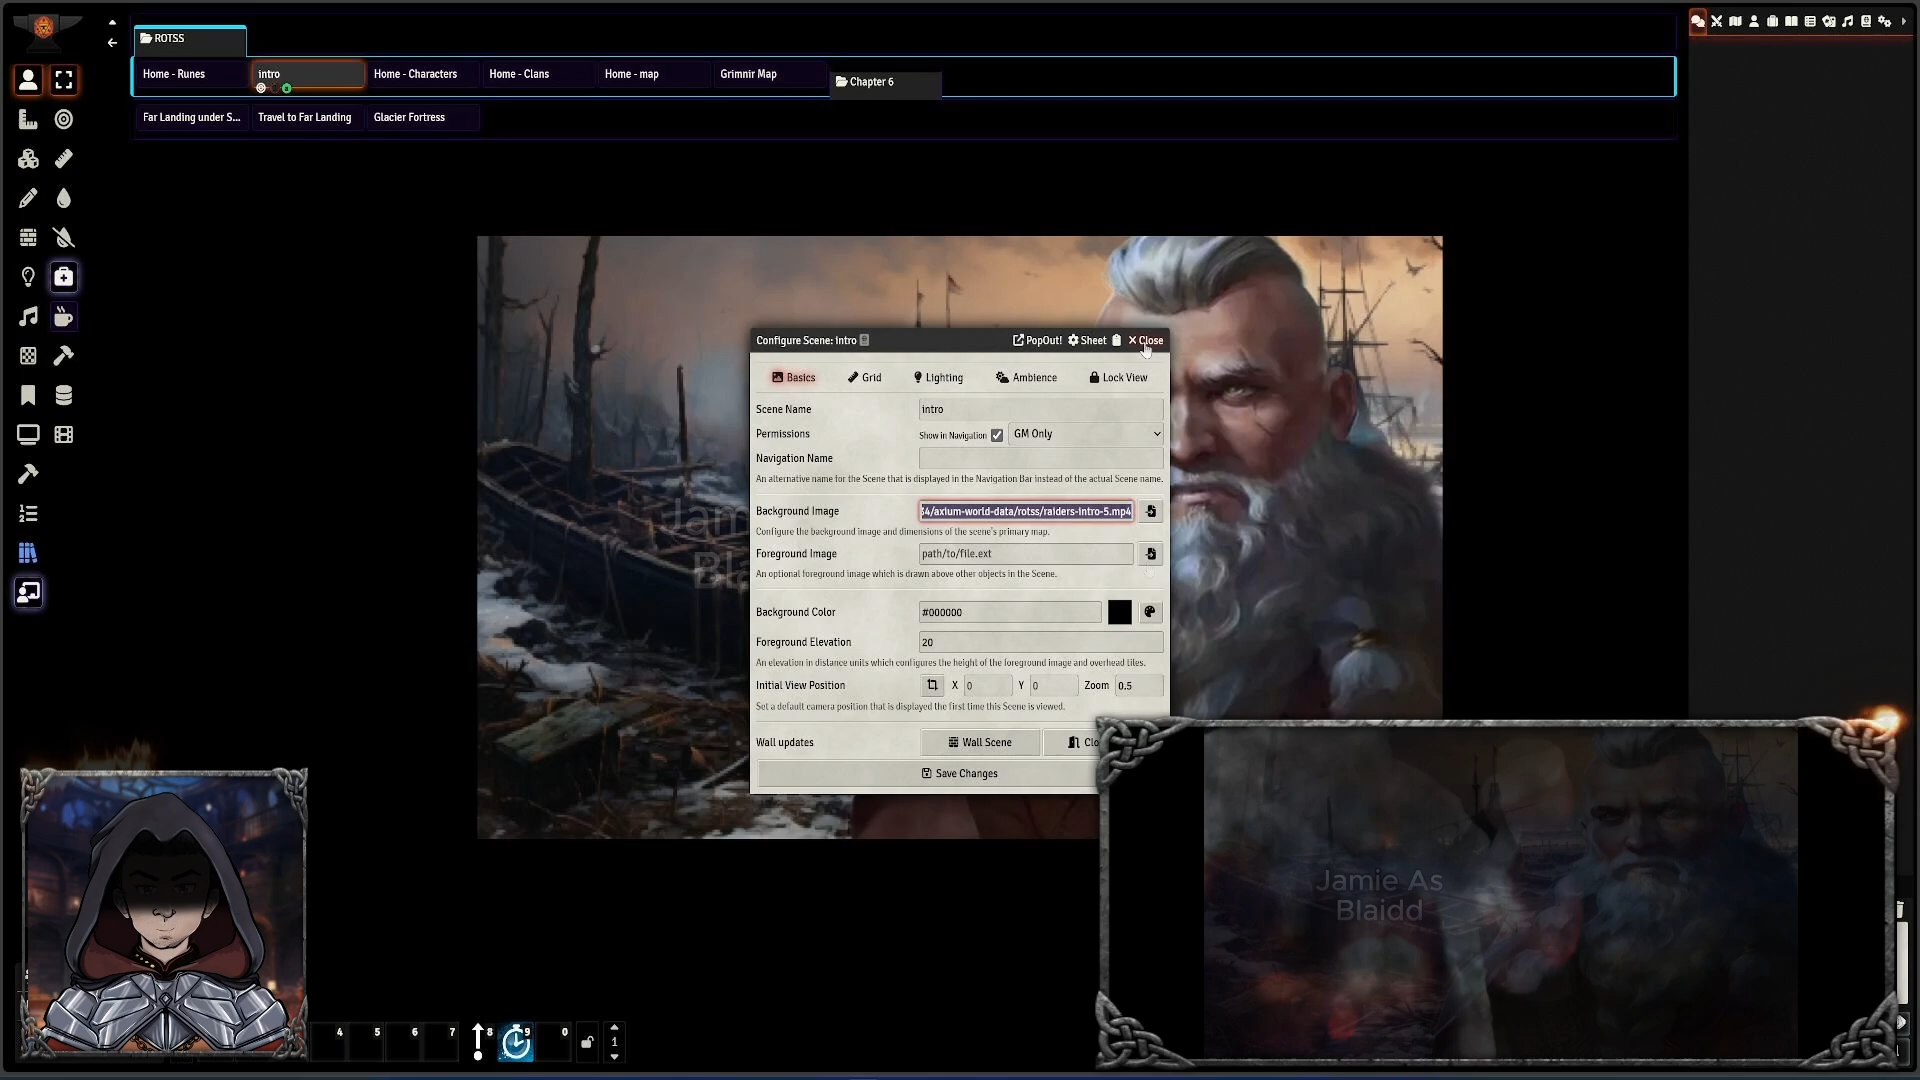 ROTSS
Home - Runes
intro
Home - Characters
Home - Clans
Home - map
Grimnir Map
Chapter 6
Far Landing under S...
Travel to Far Landing
Glacier Fortress
Configure Scene: intro
PopOut!
Sheet
Close
Basics
Grid
Lighting
Ambience
Lock View
Scene Name
intro
Permissions
Show in Navigation
GM Only
Navigation Name
An alternative name for the Scene that is displayed in the Navigation Bar instead of the actual Scene name.
Background Image
4/axium-world-data/rotss/raiders-intro-5.mp4
Configure the background image and dimensions of the scene's primary map.
Foreground Image
path/to/file.ext
An optional foreground image which is drawn above other objects in the Scene.
Background Color
#000000
Foreground Elevation
20
An elevation in distance units which configures the height of the foreground image and overhead tiles.
Initial View Position
X 0
Y 0
Zoom 0.5
Set a default camera position that is displayed the first time this Scene is viewed.
Wall updates
Wall Scene
Clo
Save Changes
Jam
Bla
Jamie As
Blaidd
4
5
6
7
8
9
0
1